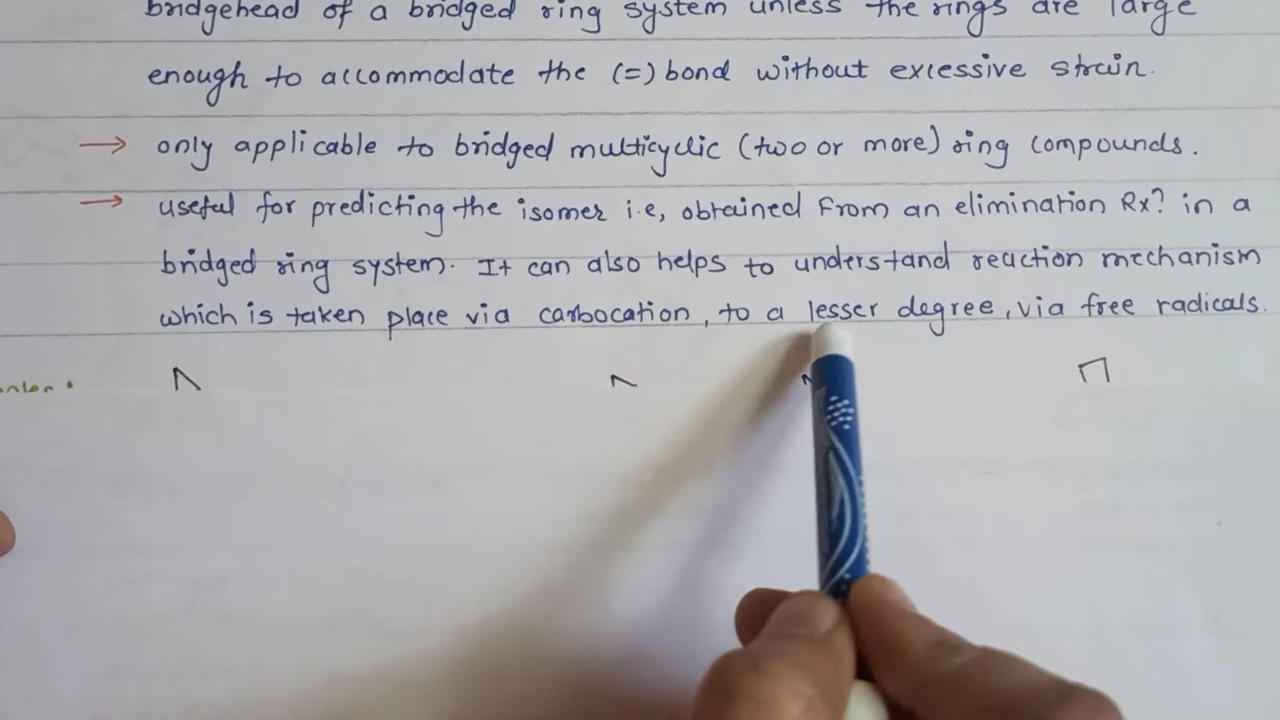 bridgehead of a bridged ring system unless the rings are large
enough to accommodate the (=) bond without excessive strain.
→ only applicable to bridged multicyclic (two or more) ring compounds.
→ useful for predicting the isomer i.e, obtained From an elimination Rx? in a
bridged ring system. It can also helps to understand reaction mechanism
which is taken place via carbocation, to a lesser degree, via free radicals.